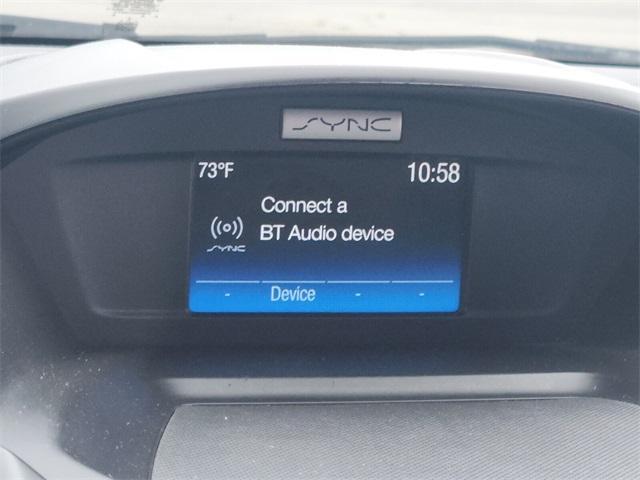 SYNC
73°F 10:58
Connect a
BT Audio device
SYNC
- Device - -